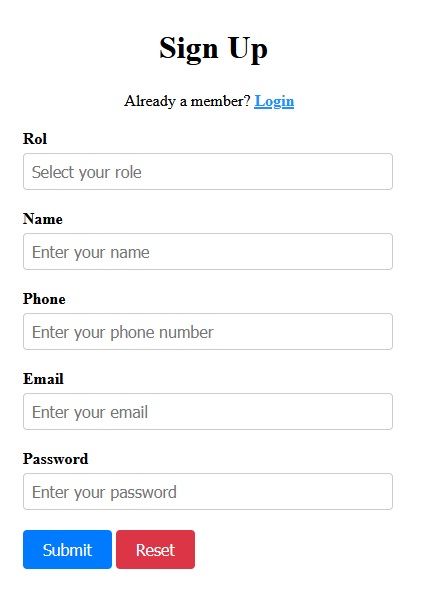 Sign Up
Already a member? Login
Rol
Select your role
Name
Enter your name
Phone
Enter your phone number
Email
Enter your email
Password
Enter your password
Submit Reset